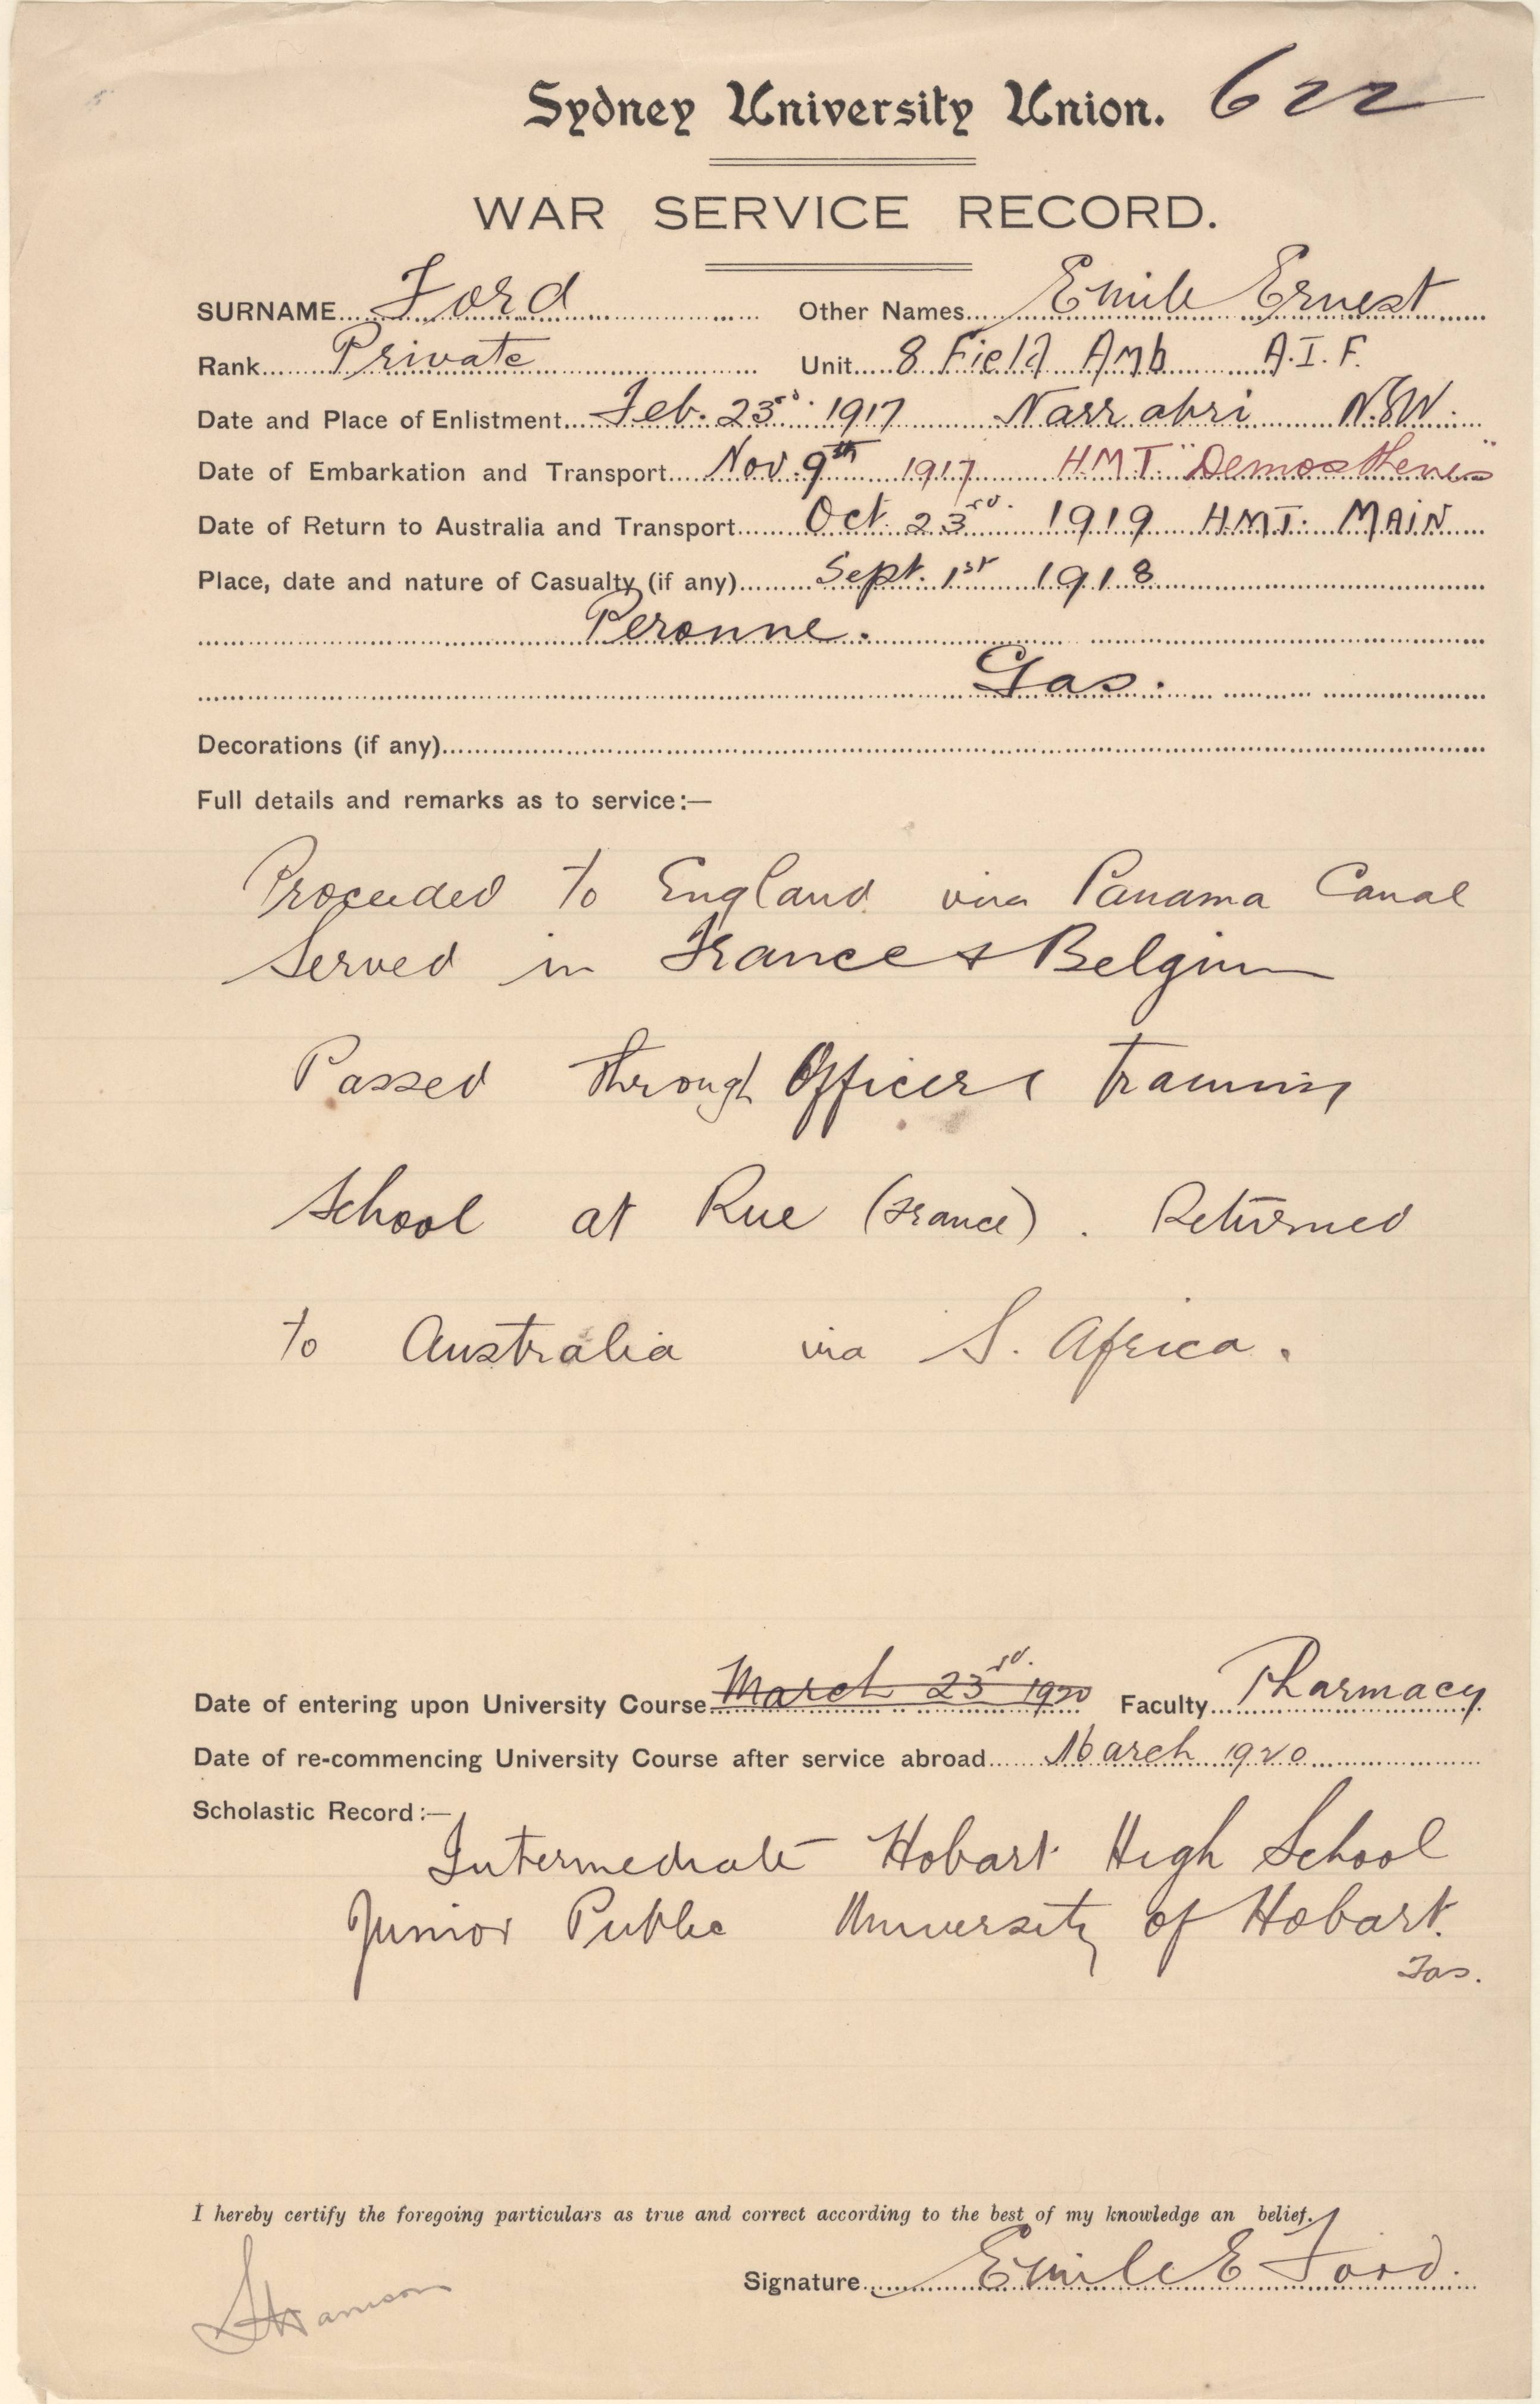 Sydney University Union. 622
WAR SERVICE RECORD.
SURNAME Ford Other Names Emile Ernest
Rank Private Unit 8 Field Amb A.I.F.
Date and Place of Enlistment Feb. 23rd 1917 Narrabri N.S.W.
Date of Embarkation and Transport Nov. 9th 1917 H.M.T. "Demosthenes"
Date of Return to Australia and Transport Oct. 23rd. 1919 H.M.T. MAIN
Place, date and nature of Casualty (if any) Sept. 1st 1918
Peronne.
Gas.
Decorations (if any)
Full details and remarks as to service:—
Proceeded to England via Panama Canal
Served in France & Belgium
Passed through Officers Training
School at Rue (France). Returned
to Australia via S. Africa.
Date of entering upon University Course March 23rd. 1920 Faculty Pharmacy
Date of re-commencing University Course after service abroad March 1920
Scholastic Record:—
Intermediate Hobart High School
Junior Public University of Hobart.
Tas.
I hereby certify the foregoing particulars as true and correct according to the best of my knowledge an belief.
Signature Emile E Ford.